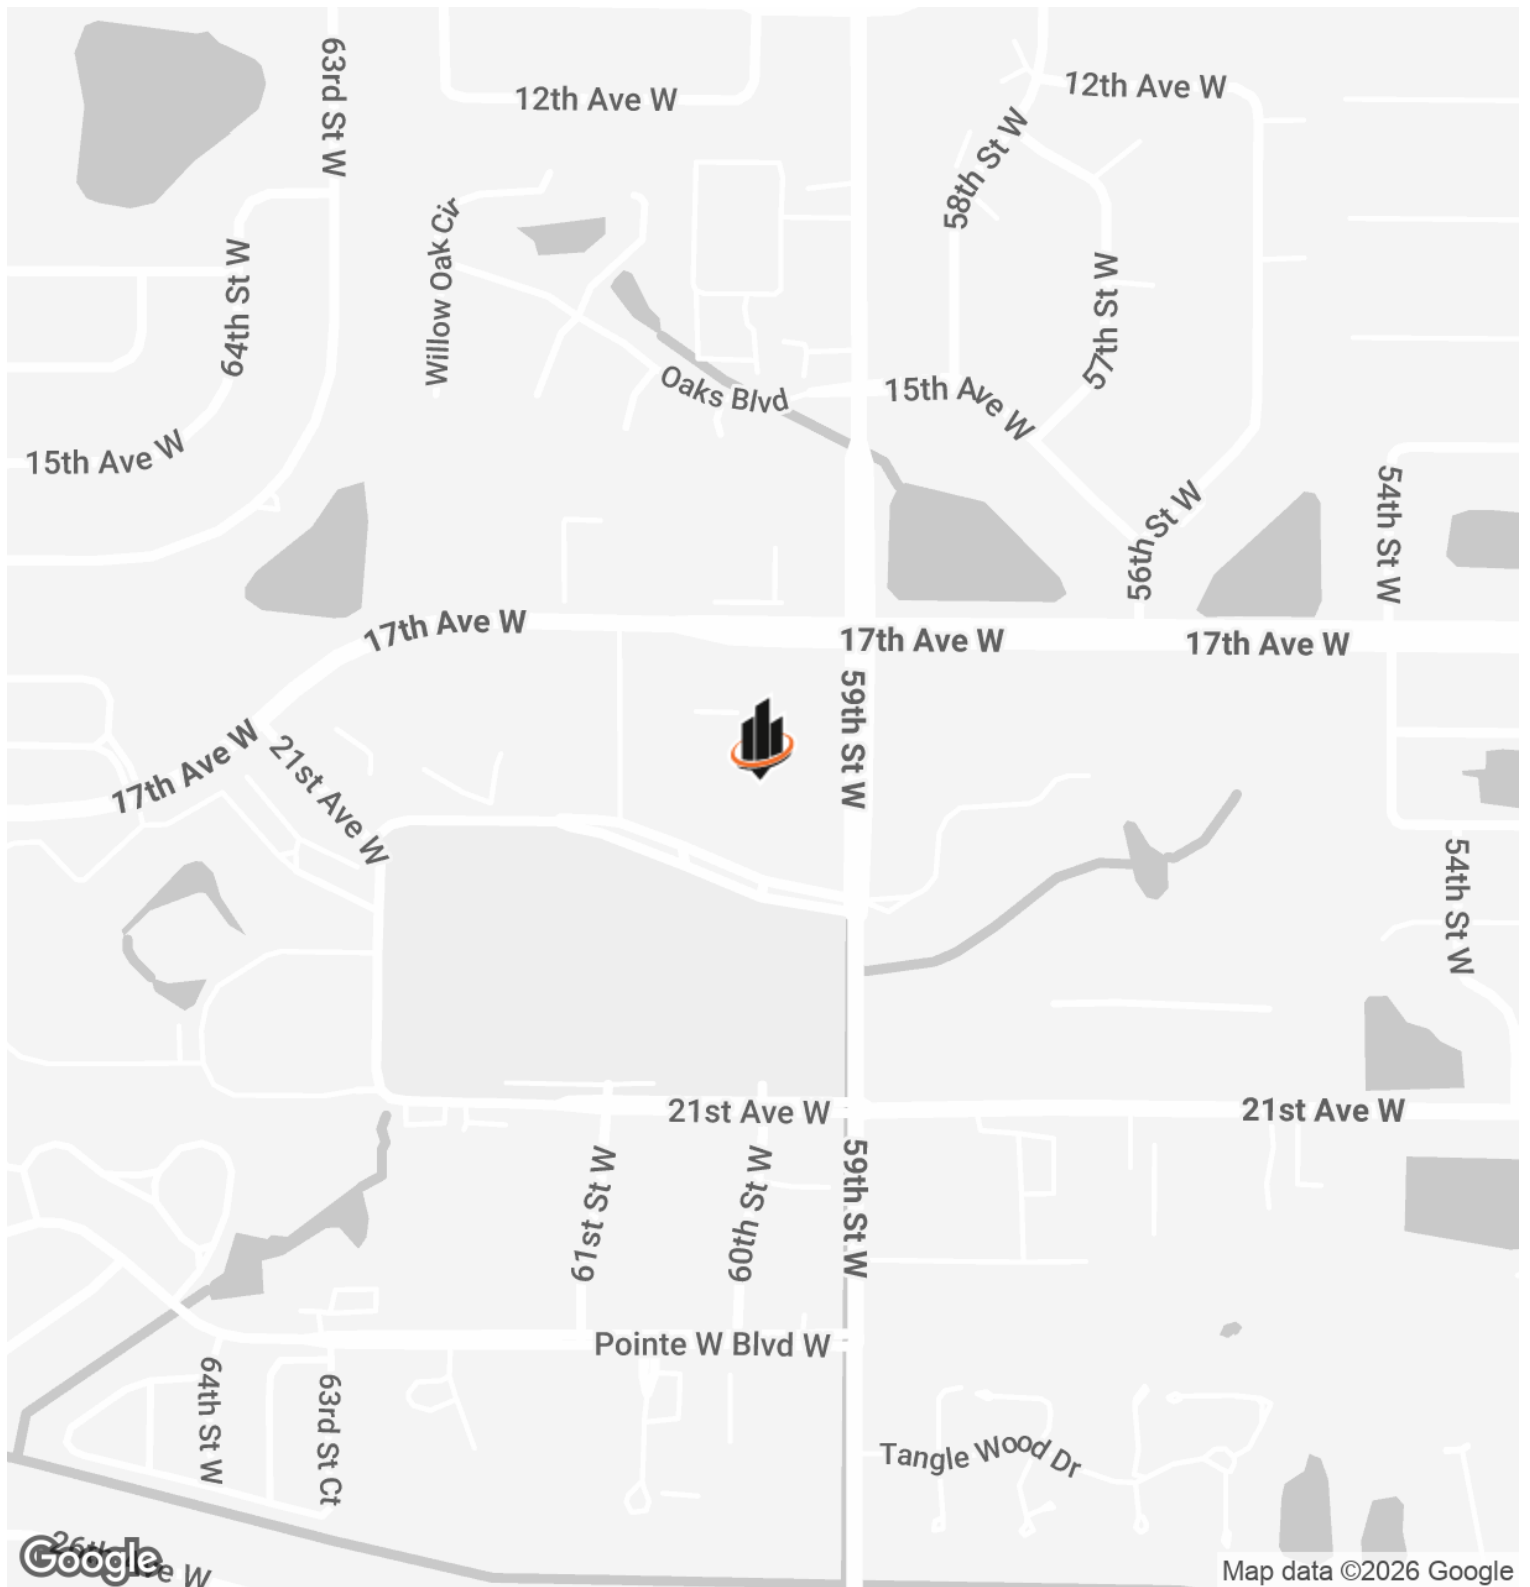 63rd St W
12th Ave W
12th Ave W
58th St W
Willow Oak Cir
64th St W
57th St W
Oaks Blvd
15th Ave W
15th Ave W
54th St W
56th St W
17th Ave W
17th Ave W
17th Ave W
59th St W
17th Ave W
21st Ave W
54th St W
21st Ave W
21st Ave W
61st St W
60th St W
59th St W
Pointe W Blvd W
64th St W
63rd St Ct
Tangle Wood Dr
26th Ave W
Google
Map data ©2026 Google